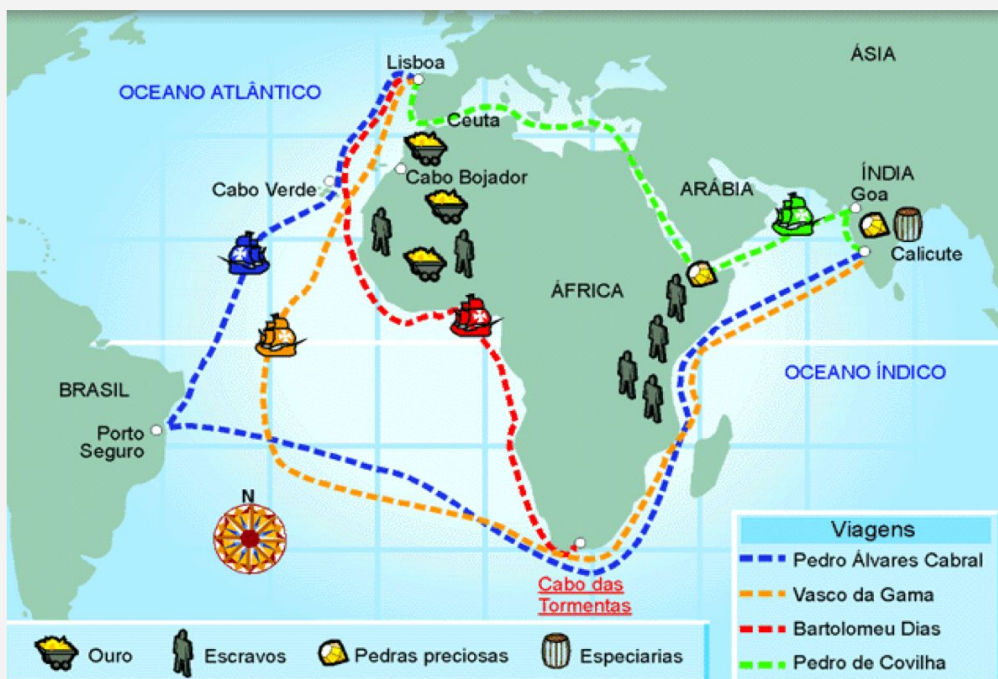 Lisboa
ÁSIA
OCEANO ATLÂNTICO
Ceuta
Cabo Verde
Cabo Bojador
ARÁBIA
ÍNDIA
Goa
Calicute
ÁFRICA
BRASIL
OCEANO ÍNDICO
Porto
Seguro
N
Cabo das
Tormentas
Viagens
Pedro Álvares Cabral
Vasco da Gama
Bartolomeu Dias
Pedro de Covilha
Ouro
Escravos
Pedras preciosas
Especiarias